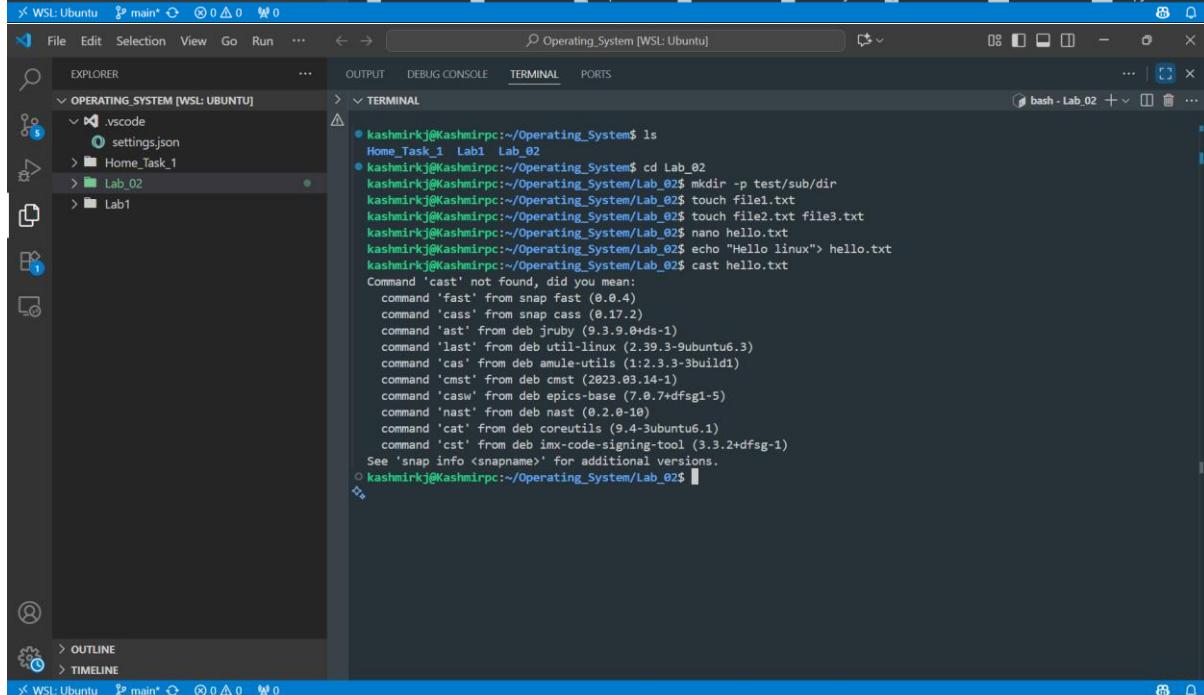 WSL: Ubuntu main* 0 0 0
File Edit Selection View Go Run ··· Operating_System [WSL: Ubuntu]
EXPLORER ···
OPERATING_SYSTEM [WSL: UBUNTU]
.vscode
settings.json
Home_Task_1
Lab_02
Lab1
5
1
OUTLINE
TIMELINE
OUTPUT DEBUG CONSOLE TERMINAL PORTS ···
TERMINAL bash - Lab_02 ···
kashmirkj@Kashmirpc:~/Operating_System$ ls
Home_Task_1 Lab1 Lab_02
kashmirkj@Kashmirpc:~/Operating_System$ cd Lab_02
kashmirkj@Kashmirpc:~/Operating_System/Lab_02$ mkdir -p test/sub/dir
kashmirkj@Kashmirpc:~/Operating_System/Lab_02$ touch file1.txt
kashmirkj@Kashmirpc:~/Operating_System/Lab_02$ touch file2.txt file3.txt
kashmirkj@Kashmirpc:~/Operating_System/Lab_02$ nano hello.txt
kashmirkj@Kashmirpc:~/Operating_System/Lab_02$ echo "Hello linux"> hello.txt
kashmirkj@Kashmirpc:~/Operating_System/Lab_02$ cast hello.txt
Command 'cast' not found, did you mean:
command 'fast' from snap fast (0.0.4)
command 'cass' from snap cass (0.17.2)
command 'ast' from deb jruby (9.3.9.0+ds-1)
command 'last' from deb util-linux (2.39.3-9ubuntu6.3)
command 'cas' from deb amule-utils (1:2.3.3-3build1)
command 'cmst' from deb cmst (2023.03.14-1)
command 'casw' from deb epics-base (7.0.7+dfsg1-5)
command 'nast' from deb nast (0.2.0-10)
command 'cat' from deb coreutils (9.4-3ubuntu6.1)
command 'cst' from deb imx-code-signing-tool (3.3.2+dfsg-1)
See 'snap info <snapname>' for additional versions.
kashmirkj@Kashmirpc:~/Operating_System/Lab_02$
WSL: Ubuntu main* 0 0 0